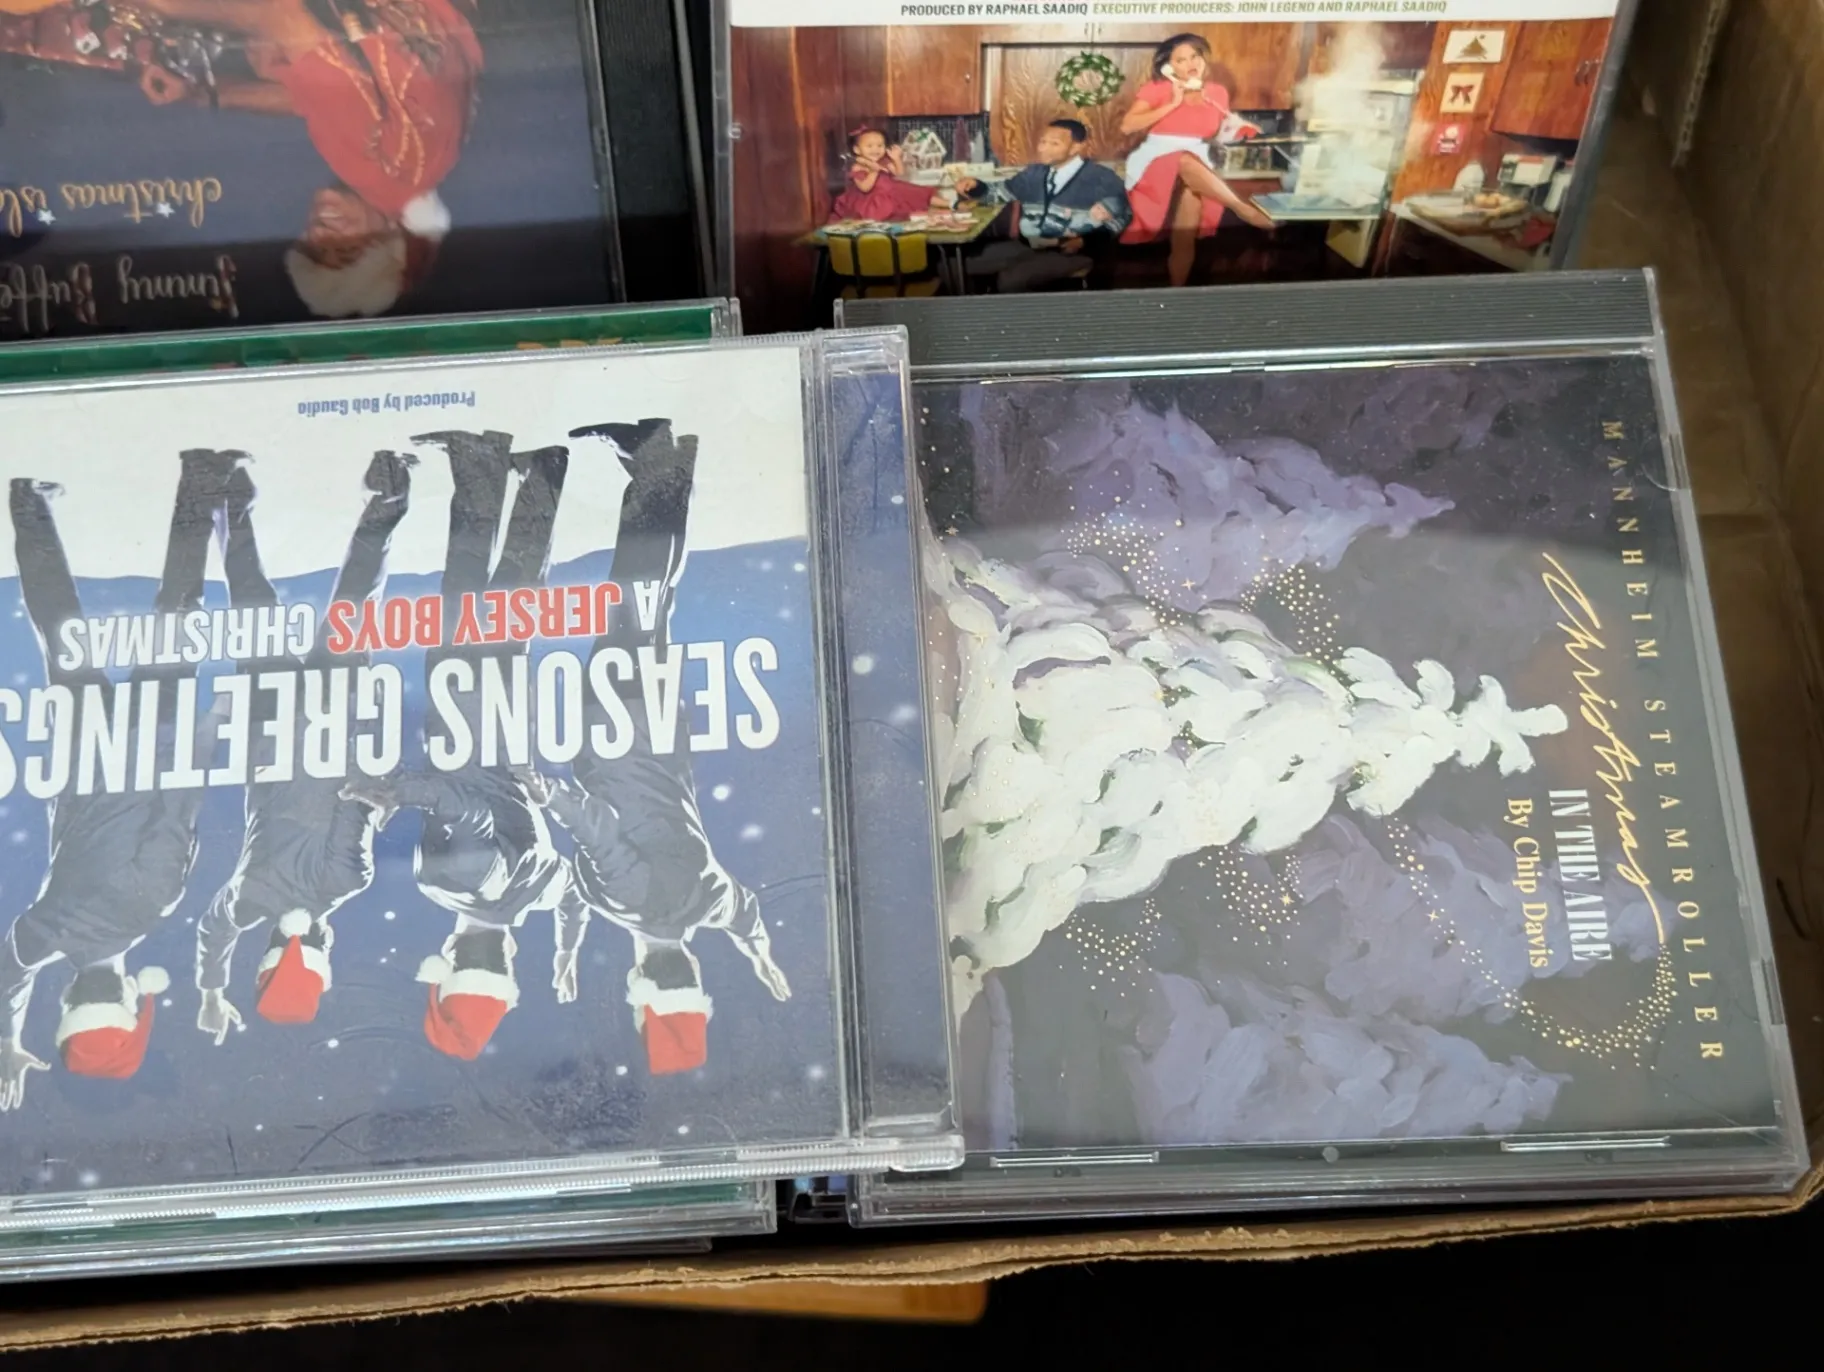 PRODUCED BY RAPHAEL SAADIQ EXECUTIVE PRODUCERS: JOHN LEGEND AND RAPHAEL SAADIQ
Jimmy
christmas
SEASONS GREETINGS
A JERSEY BOYS CHRISTMAS
Produced by Bob Gaudio
MANNHEIM STEAMROLLER
Christmas
IN THE AIRE
By Chip Davis